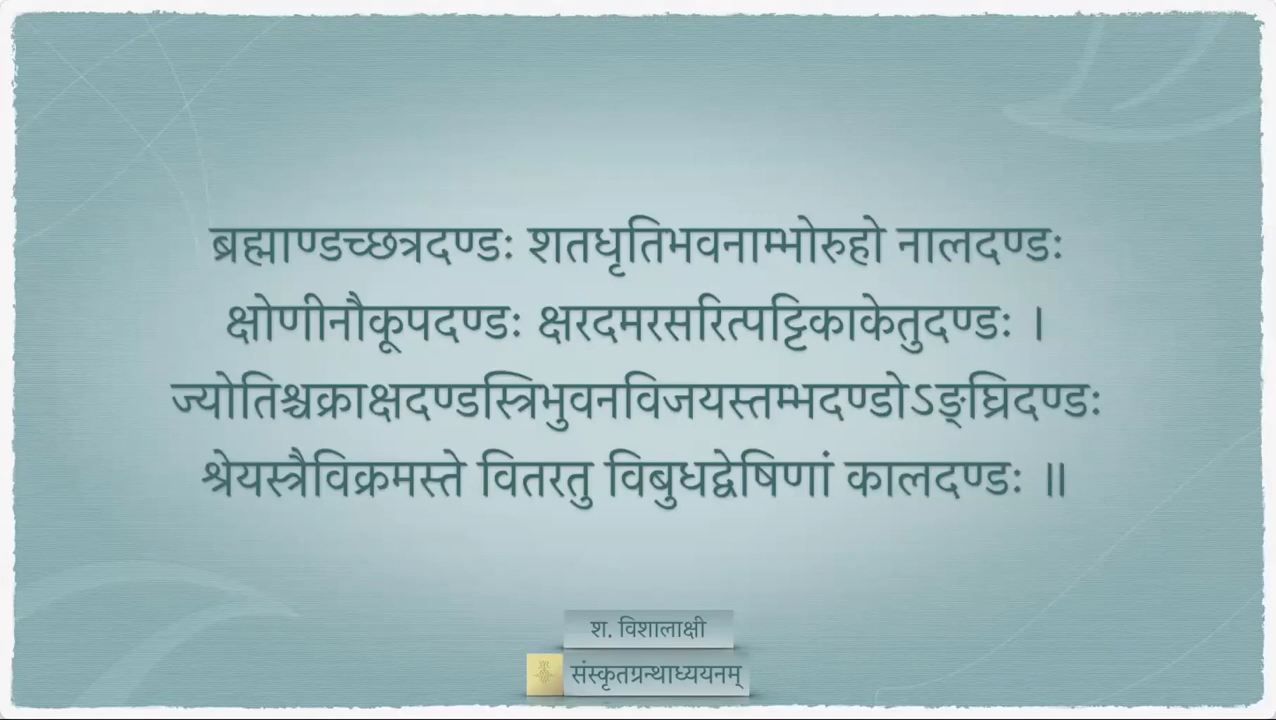 ब्रह्माण्डच्छत्रदण्डः शतधृतिभवनाम्भोरुहो नालदण्डः
क्षोणीनौकूपदण्डः क्षरदमरसरित्पट्टिकाकेतुदण्डः ।
ज्योतिश्चक्राक्षदण्डस्त्रिभुवनविजयस्तम्भदण्डोऽङ्घ्रिदण्डः
श्रेयस्त्रैविक्रमस्ते वितरतु विबुधद्वेषिणां कालदण्डः ॥
श. विशालाक्षी
संस्कृतग्रन्थाध्ययनम्